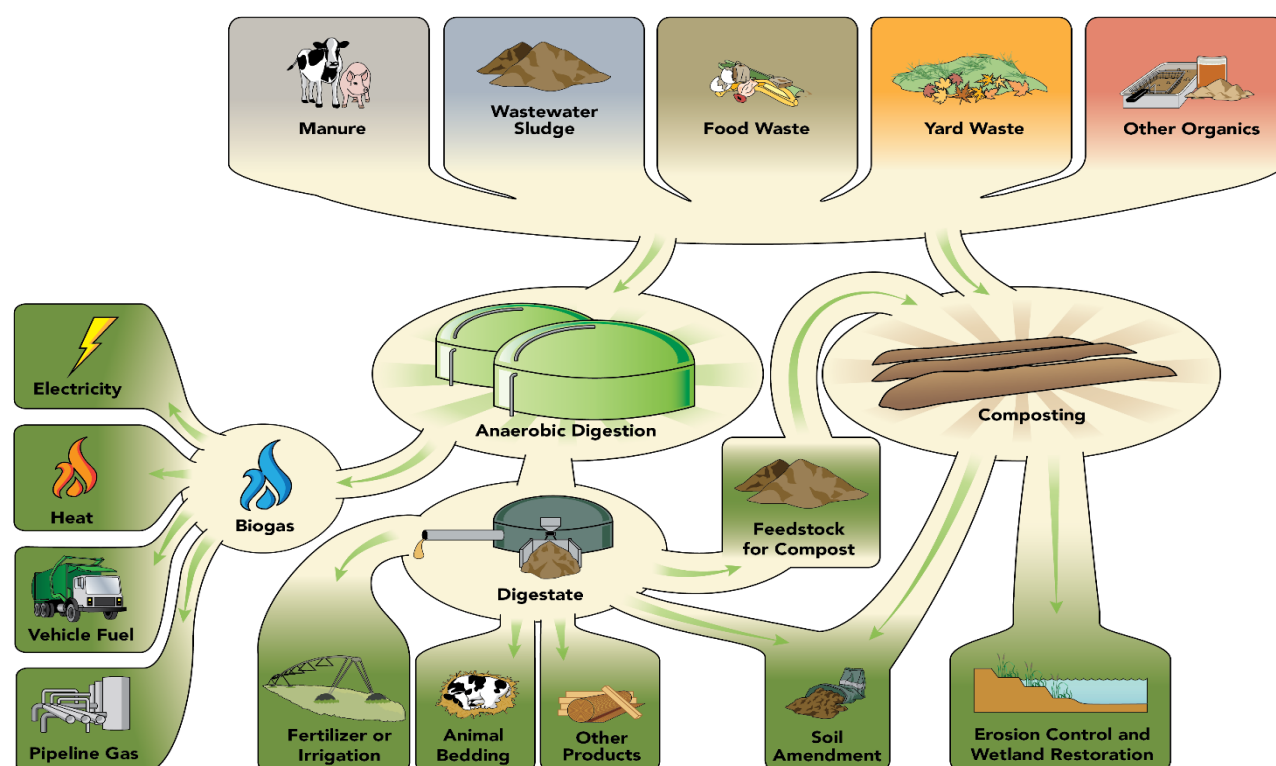 Manure
Wastewater
Sludge
Food Waste
Yard Waste
Other Organics
Electricity
Heat
Vehicle Fuel
Pipeline Gas
Biogas
Anaerobic Digestion
Composting
Feedstock
for Compost
Digestate
Fertilizer or
Irrigation
Animal
Bedding
Other
Products
Soil
Amendment
Erosion Control and
Wetland Restoration